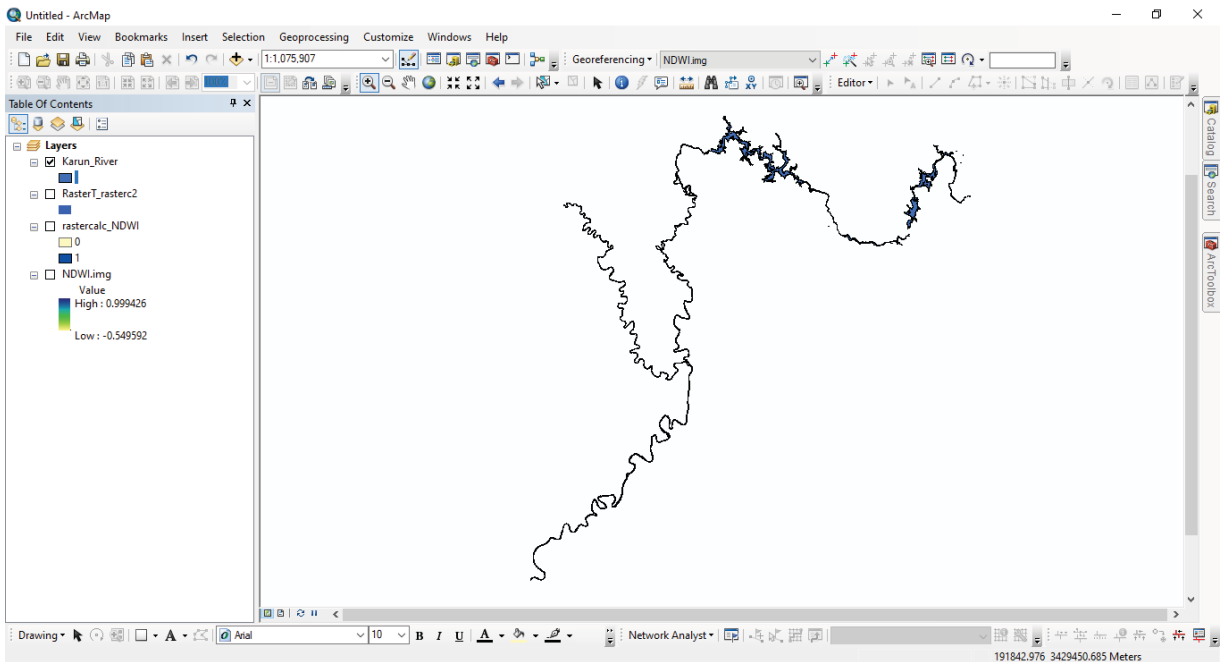 Untitled - ArcMap
File Edit View Bookmarks Insert Selection Geoprocessing Customize Windows Help
1:1,075,907
Georeferencing
NDWI.img
Editor
Table Of Contents
Layers
Karun_River
RasterT_rasterc2
rastercalc_NDWI
0
1
NDWI.img
Value
High : 0.999426
Low : -0.549592
Catalog
Search
ArcToolbox
Drawing
A
Arial
10
B I U A
Network Analyst
191842.976 3429450.685 Meters